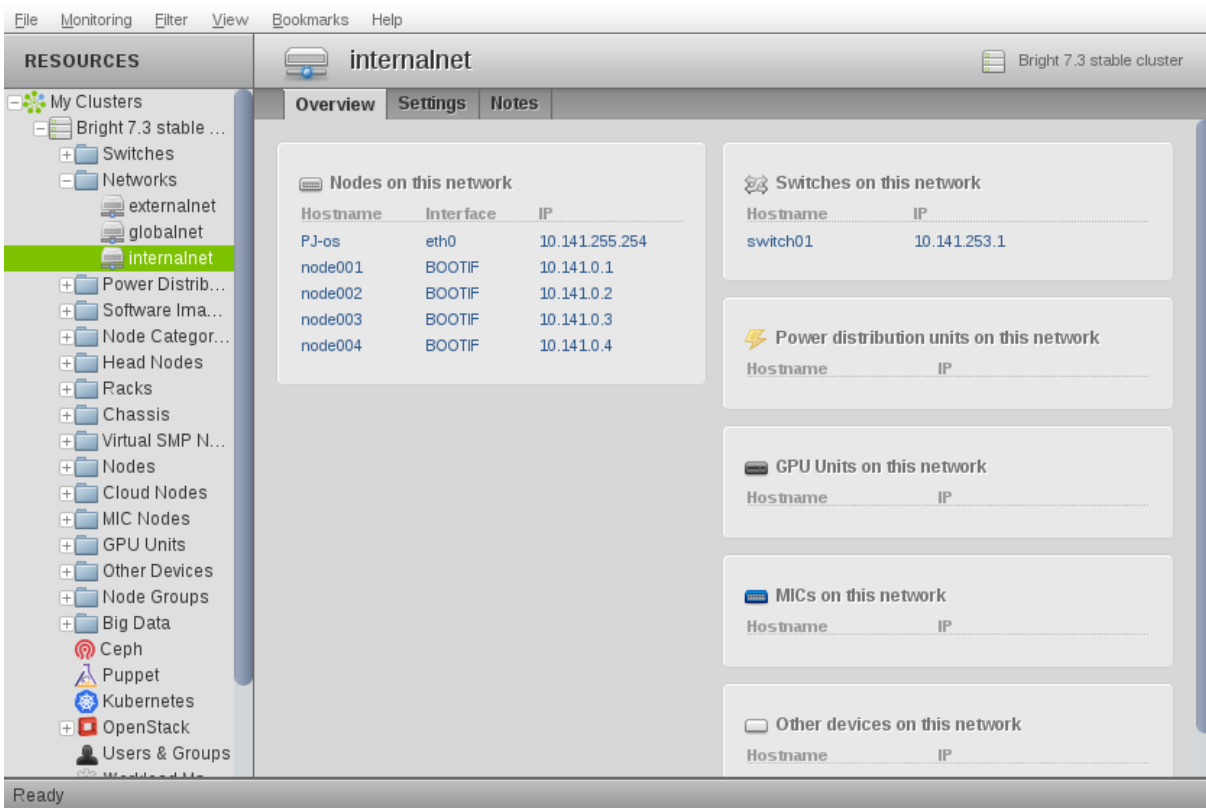 File Monitoring Filter View Bookmarks Help
RESOURCES
My Clusters
Bright 7.3 stable ...
Switches
Networks
externalnet
globalnet
internalnet
Power Distrib...
Software Ima...
Node Categor...
Head Nodes
Racks
Chassis
Virtual SMP N...
Nodes
Cloud Nodes
MIC Nodes
GPU Units
Other Devices
Node Groups
Big Data
Ceph
Puppet
Kubernetes
OpenStack
Users & Groups
internalnet
Bright 7.3 stable cluster
Overview Settings Notes
Nodes on this network
Hostname Interface IP
PJ-os eth0 10.141.255.254
node001 BOOTIF 10.141.0.1
node002 BOOTIF 10.141.0.2
node003 BOOTIF 10.141.0.3
node004 BOOTIF 10.141.0.4
Switches on this network
Hostname IP
switch01 10.141.253.1
Power distribution units on this network
Hostname IP
GPU Units on this network
Hostname IP
MICs on this network
Hostname IP
Other devices on this network
Hostname IP
Ready